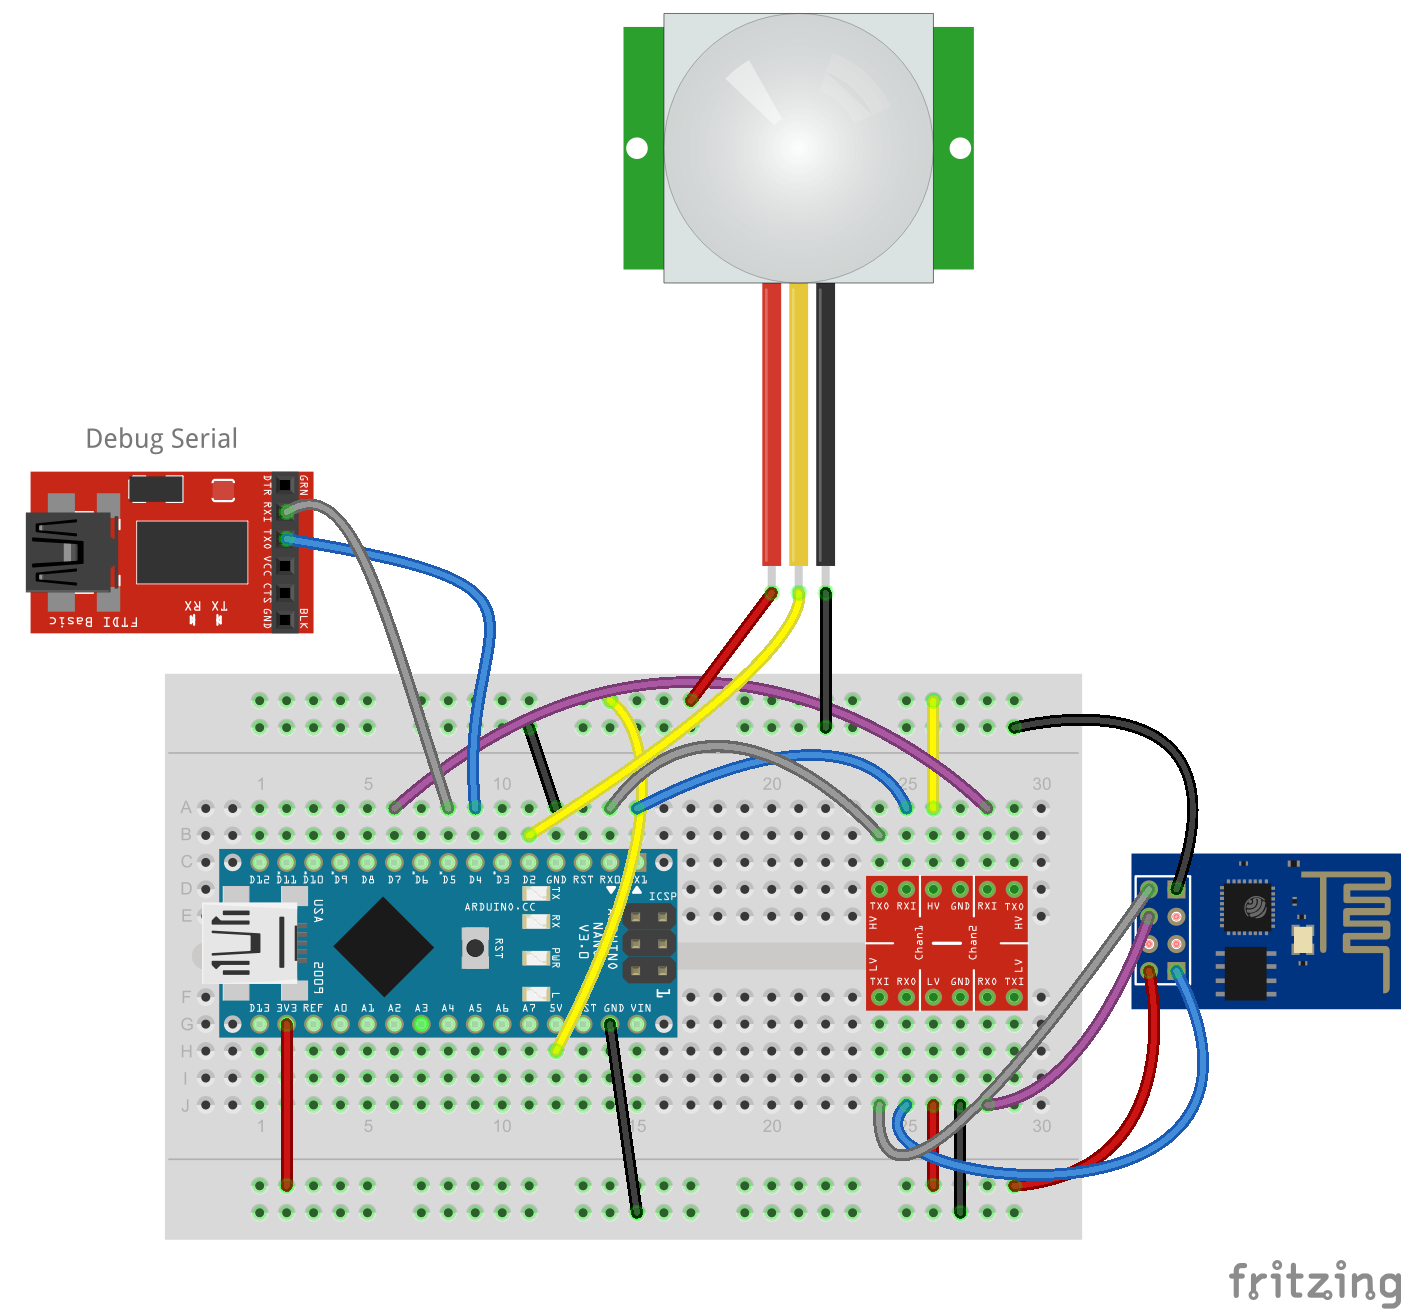 Debug Serial
DTR
GRN
RXI
TXO
VCC
CTS
GND
BLK
TX RX
FTDI Basic
1 5 10 20 25 30
A
B
C
D12 D11 D10 D9 D8 D7 D6 D5 D4 D3 D2 GND RST RX0 TX1
D
E
USA
ARDUINO.CC
TX
RX
PWR
L
RST
ICSP
ARDUINO
NANO
V3.0
2009
1
TXO RXI HV GND RXI TXO
HV HV
Chan1 Chan2
LV LV
TXI RXO LV GND RXO TXI
F
D13 3V3 REF A0 A1 A2 A3 A4 A5 A6 A7 5V RST GND VIN
G
H
I
J
1 5 10 15 20 25 30
fritzing